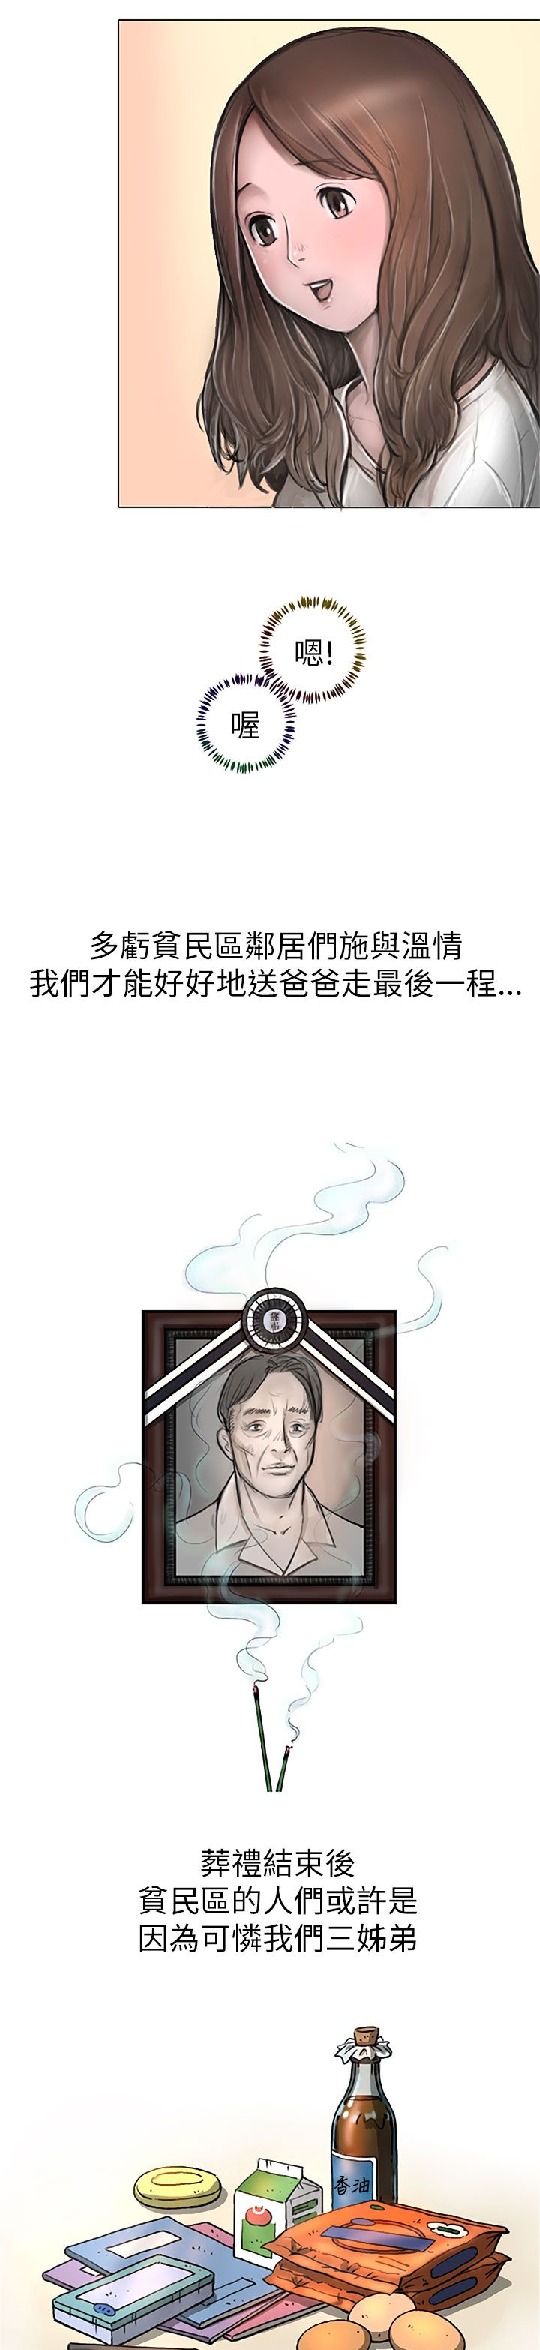 嗯!
喔
多虧貧民區鄰居們施與溫情
我們才能好好地送爸爸走最後一程...
葬禮結束後
貧民區的人們或許是
因為可憐我們三姊弟
香油